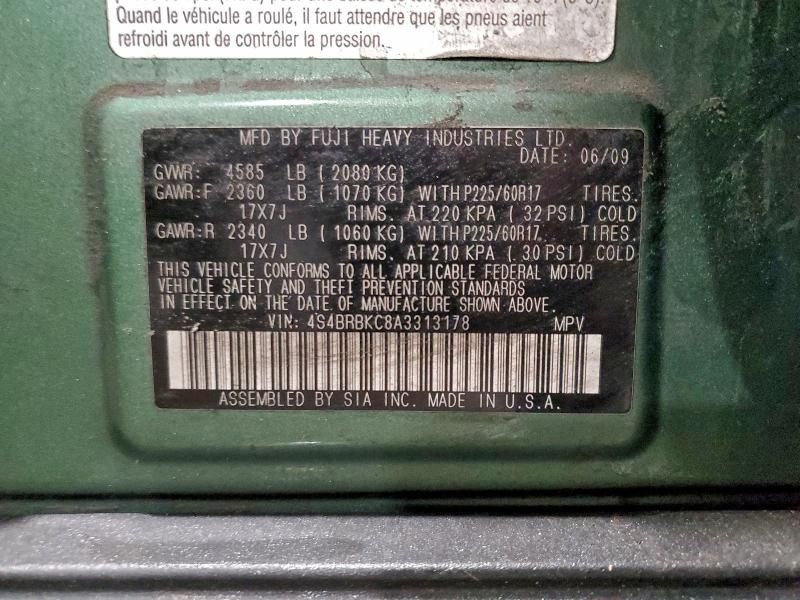 Quand le véhicule a roulé, il faut attendre que les pneus aient
refroidi avant de contrôler la pression.
MFD BY FUJI HEAVY INDUSTRIES LTD.
DATE: 06/09
GVWR: 4585 LB ( 2080 KG)
GAWR:F 2360 LB ( 1070 KG) WITH P225/60R17 TIRES.
17X7J RIMS. AT 220 KPA ( 32 PSI) COLD
GAWR:R 2340 LB ( 1060 KG) WITH P225/60R17 TIRES.
17X7J RIMS. AT 210 KPA ( 30 PSI) COLD
THIS VEHICLE CONFORMS TO ALL APPLICABLE FEDERAL MOTOR
VEHICLE SAFETY AND THEFT PREVENTION STANDARDS
IN EFFECT ON THE DATE OF MANUFACTURE SHOWN ABOVE.
VIN: 4S4BRBKC8A3313178 MPV
ASSEMBLED BY SIA INC. MADE IN U.S.A.